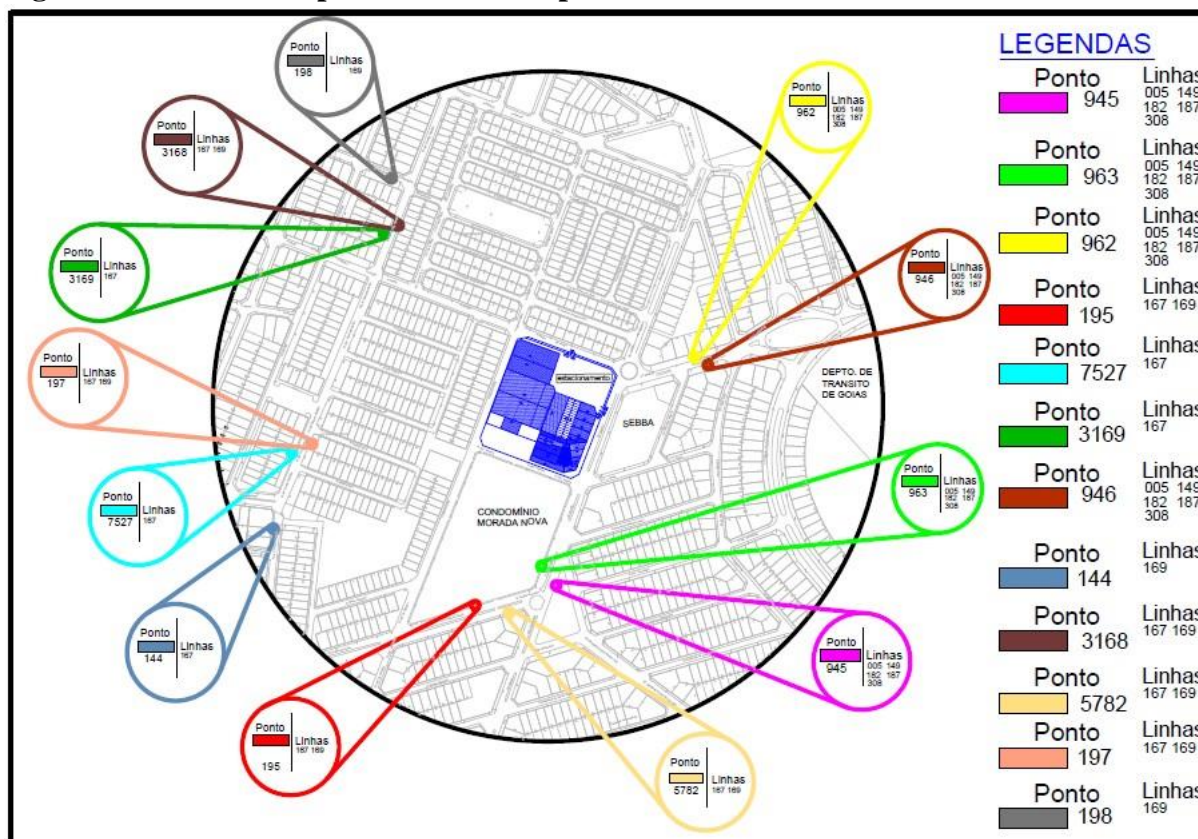 LEGENDAS
Ponto Linhas
945 005 149
182 187
308
Ponto Linhas
963 005 149
182 187
308
Ponto Linhas
962 005 149
182 187
308
Ponto Linhas
195 167 169
Ponto Linhas
7527 167
Ponto Linhas
3169 167
Ponto Linhas
946 005 149
182 187
308
Ponto Linhas
144 169
Ponto Linhas
3168 167 169
Ponto Linhas
5782 167 169
Ponto Linhas
197 167 169
Ponto Linhas
198 169
Ponto Linhas
198 169
Ponto Linhas
3168 167 169
Ponto Linhas
3169 167
Ponto Linhas
197 167 169
Ponto Linhas
7527 167
Ponto Linhas
144 167
Ponto Linhas
195 167 169
Ponto Linhas
5782 167 169
Ponto Linhas
945 005 149
182 187
308
Ponto Linhas
963 005 149
182 187
308
Ponto Linhas
946 005 149
182 187
308
Ponto Linhas
962 005 149
182 187
308
estacionamento
SEBBA
DEPTO. DE
TRANSITO
DE GOIAS
CONDOMÍNIO
MORADA NOVA